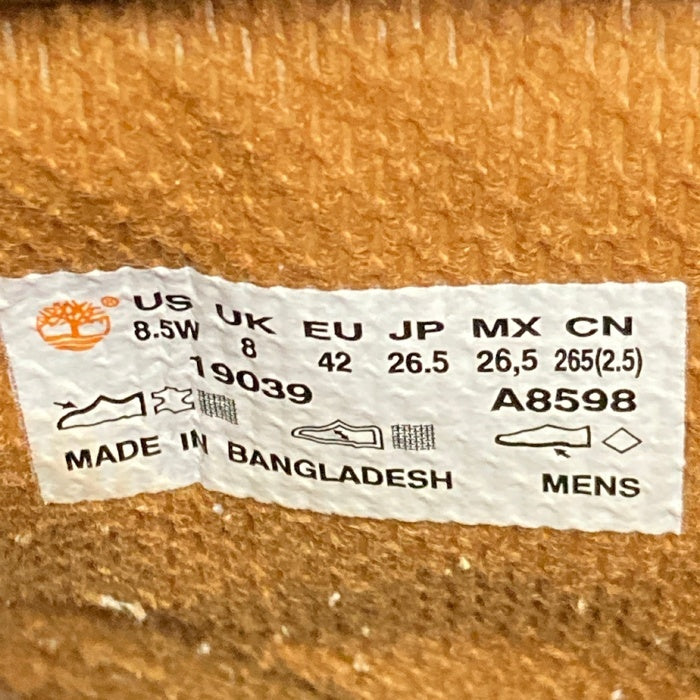 ® US UK EU JP MX CN
8.5W 8 42 26.5 26,5 265(2.5)
19039 A8598
MADE IN BANGLADESH MENS